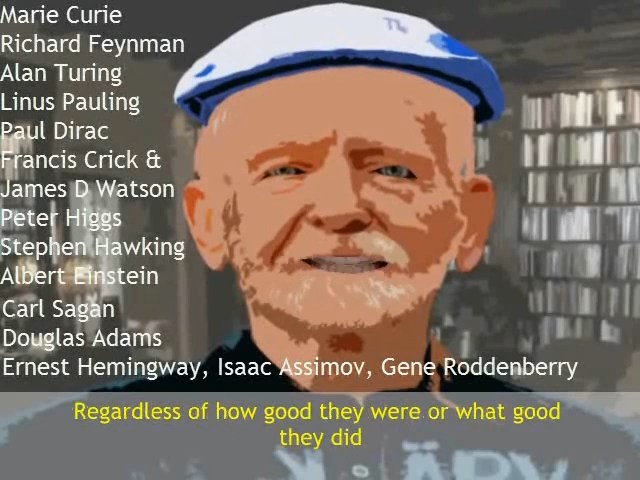 Marie Curie
Richard Feynman
Alan Turing
Linus Pauling
Paul Dirac
Francis Crick &
James D Watson
Peter Higgs
Stephen Hawking
Albert Einstein
Carl Sagan
Douglas Adams
Ernest Hemingway, Isaac Assimov, Gene Roddenberry
Regardless of how good they were or what good
they did